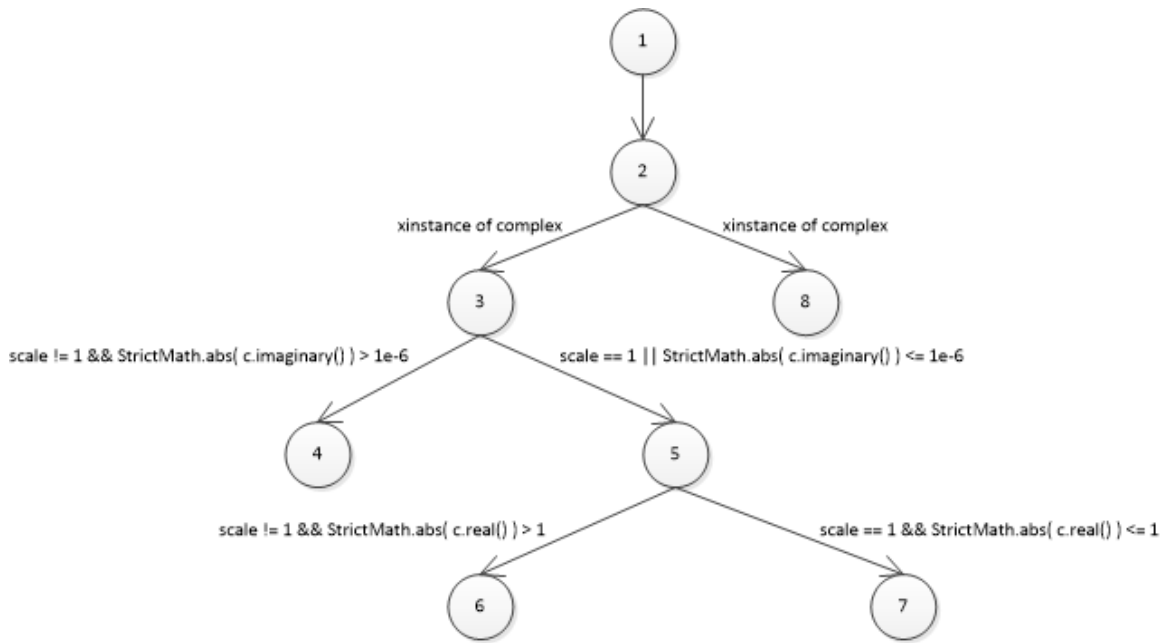 1
2
xinstance of complex
xinstance of complex
3
8
scale != 1 && StrictMath.abs( c.imaginary() ) > 1e-6
scale == 1 || StrictMath.abs( c.imaginary() ) <= 1e-6
4
5
scale != 1 && StrictMath.abs( c.real() ) > 1
scale == 1 && StrictMath.abs( c.real() ) <= 1
6
7